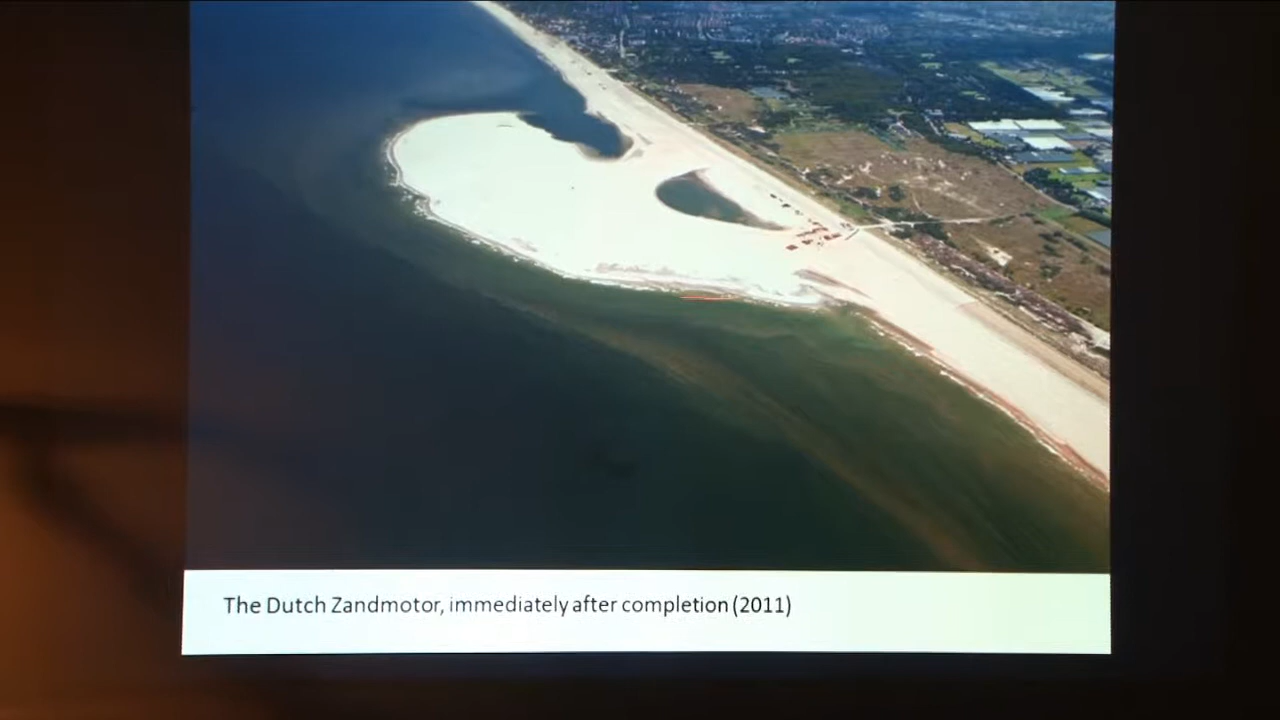 The Dutch Zandmotor, immediately after completion (2011)